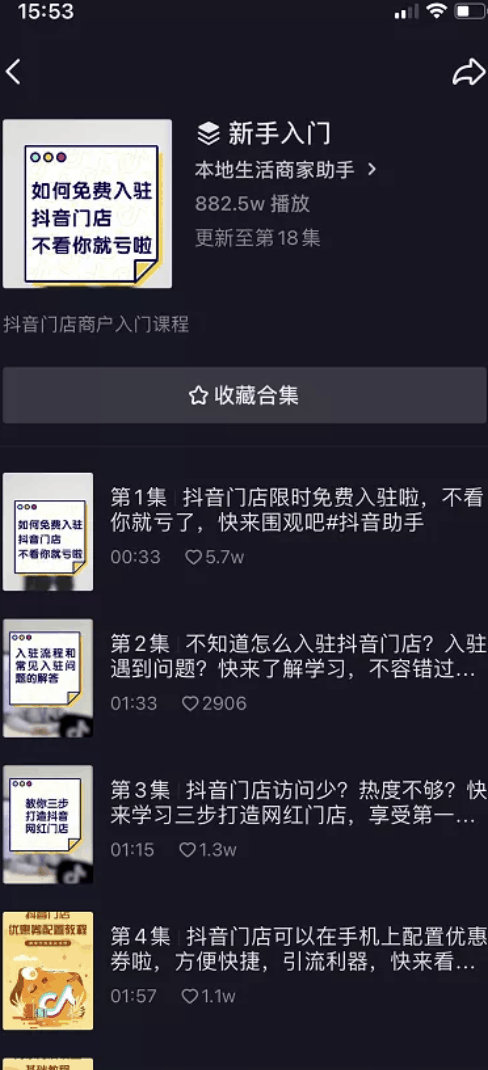 15:53
如何免费入驻
抖音门店
不看你就亏啦
新手入门
本地生活商家助手 >
882.5w 播放
更新至第18集
抖音门店商户入门课程
收藏合集
如何免费入驻
抖音门店
不看你就亏啦
第1集 | 抖音门店限时免费入驻啦，不看
你就亏了，快来围观吧#抖音助手
00:33 5.7w
入驻流程和
常见入驻问
题的解答
第2集 | 不知道怎么入驻抖音门店？入驻
遇到问题？快来了解学习，不容错过...
01:33 2906
教你三步
打造抖音
网红门店
第3集 | 抖音门店访问少？热度不够？快
来学习三步打造网红门店，享受第一...
01:15 1.3w
抖音门店
优惠券配置教程
第4集 | 抖音门店可以在手机上配置优惠
券啦，方便快捷，引流利器，快来看...
01:57 1.1w